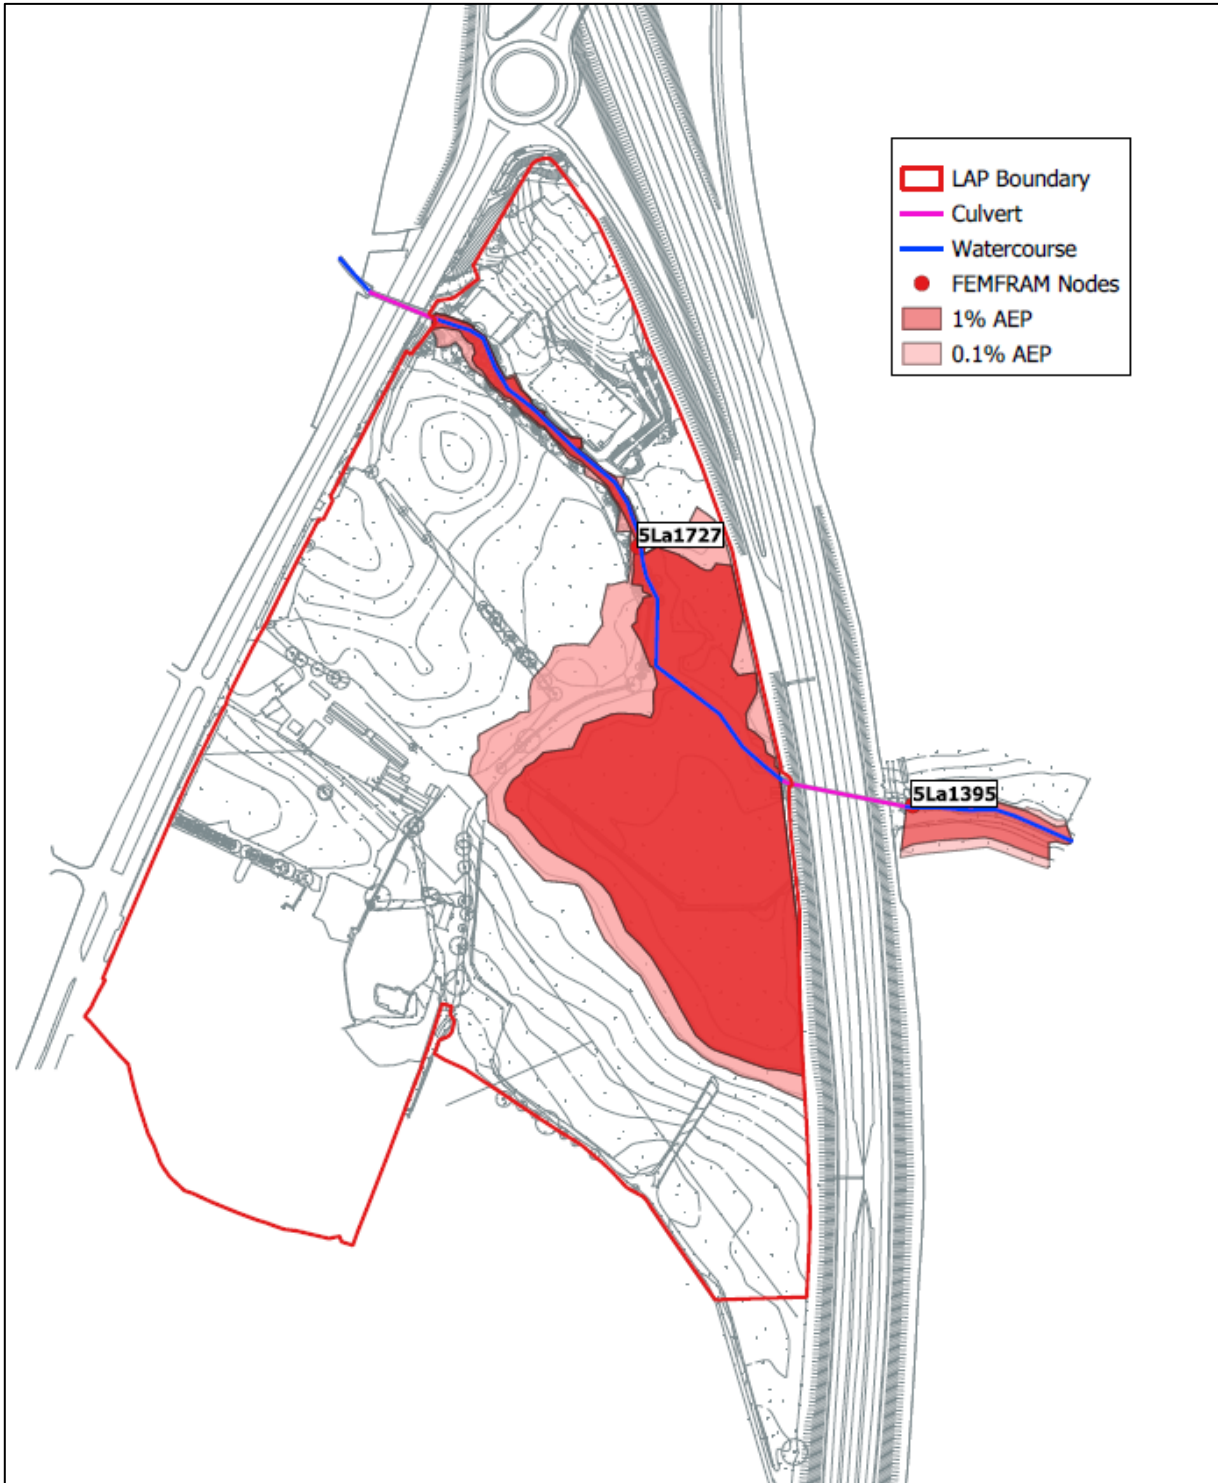 LAP Boundary
Culvert
Watercourse
FEMFRAM Nodes
1% AEP
0.1% AEP
5La1727
5La1395